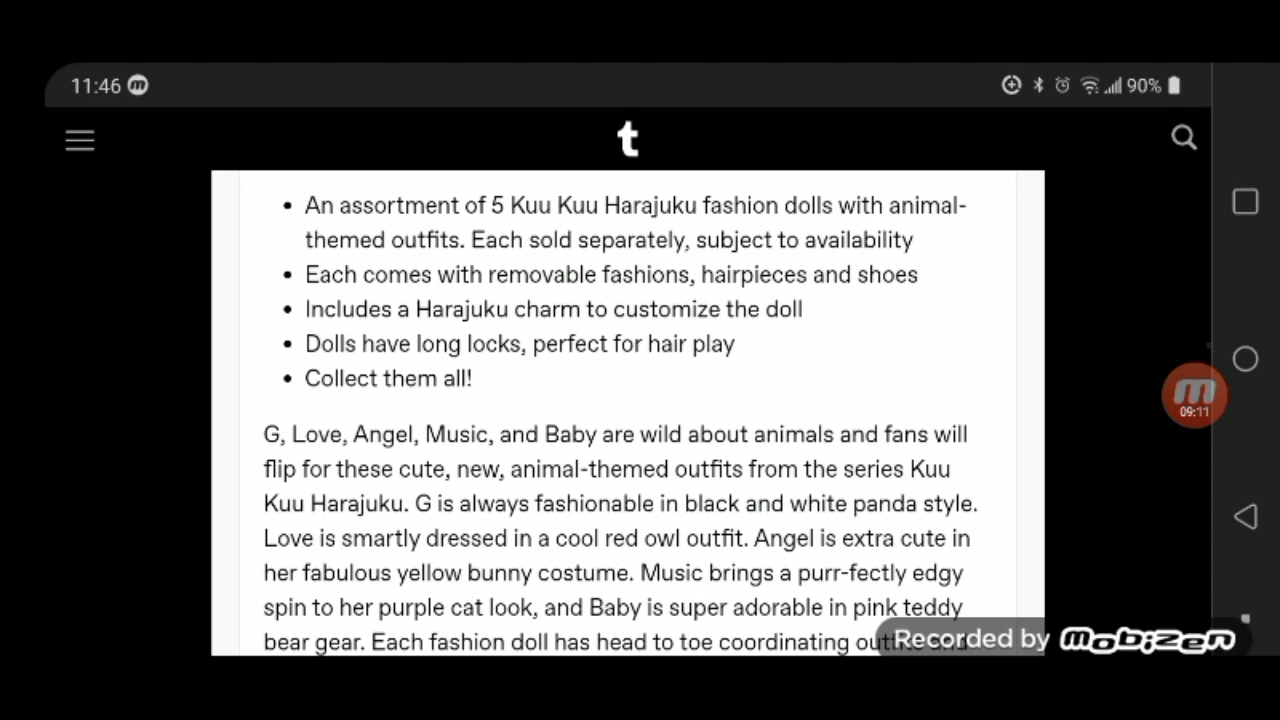 11:46
90%
t
• An assortment of 5 Kuu Kuu Harajuku fashion dolls with animal-
themed outfits. Each sold separately, subject to availability
• Each comes with removable fashions, hairpieces and shoes
• Includes a Harajuku charm to customize the doll
• Dolls have long locks, perfect for hair play
• Collect them all!
G, Love, Angel, Music, and Baby are wild about animals and fans will
flip for these cute, new, animal-themed outfits from the series Kuu
Kuu Harajuku. G is always fashionable in black and white panda style.
Love is smartly dressed in a cool red owl outfit. Angel is extra cute in
her fabulous yellow bunny costume. Music brings a purr-fectly edgy
spin to her purple cat look, and Baby is super adorable in pink teddy
bear gear. Each fashion doll has head to toe coordinating outfits and
09:11
Recorded by mobizen